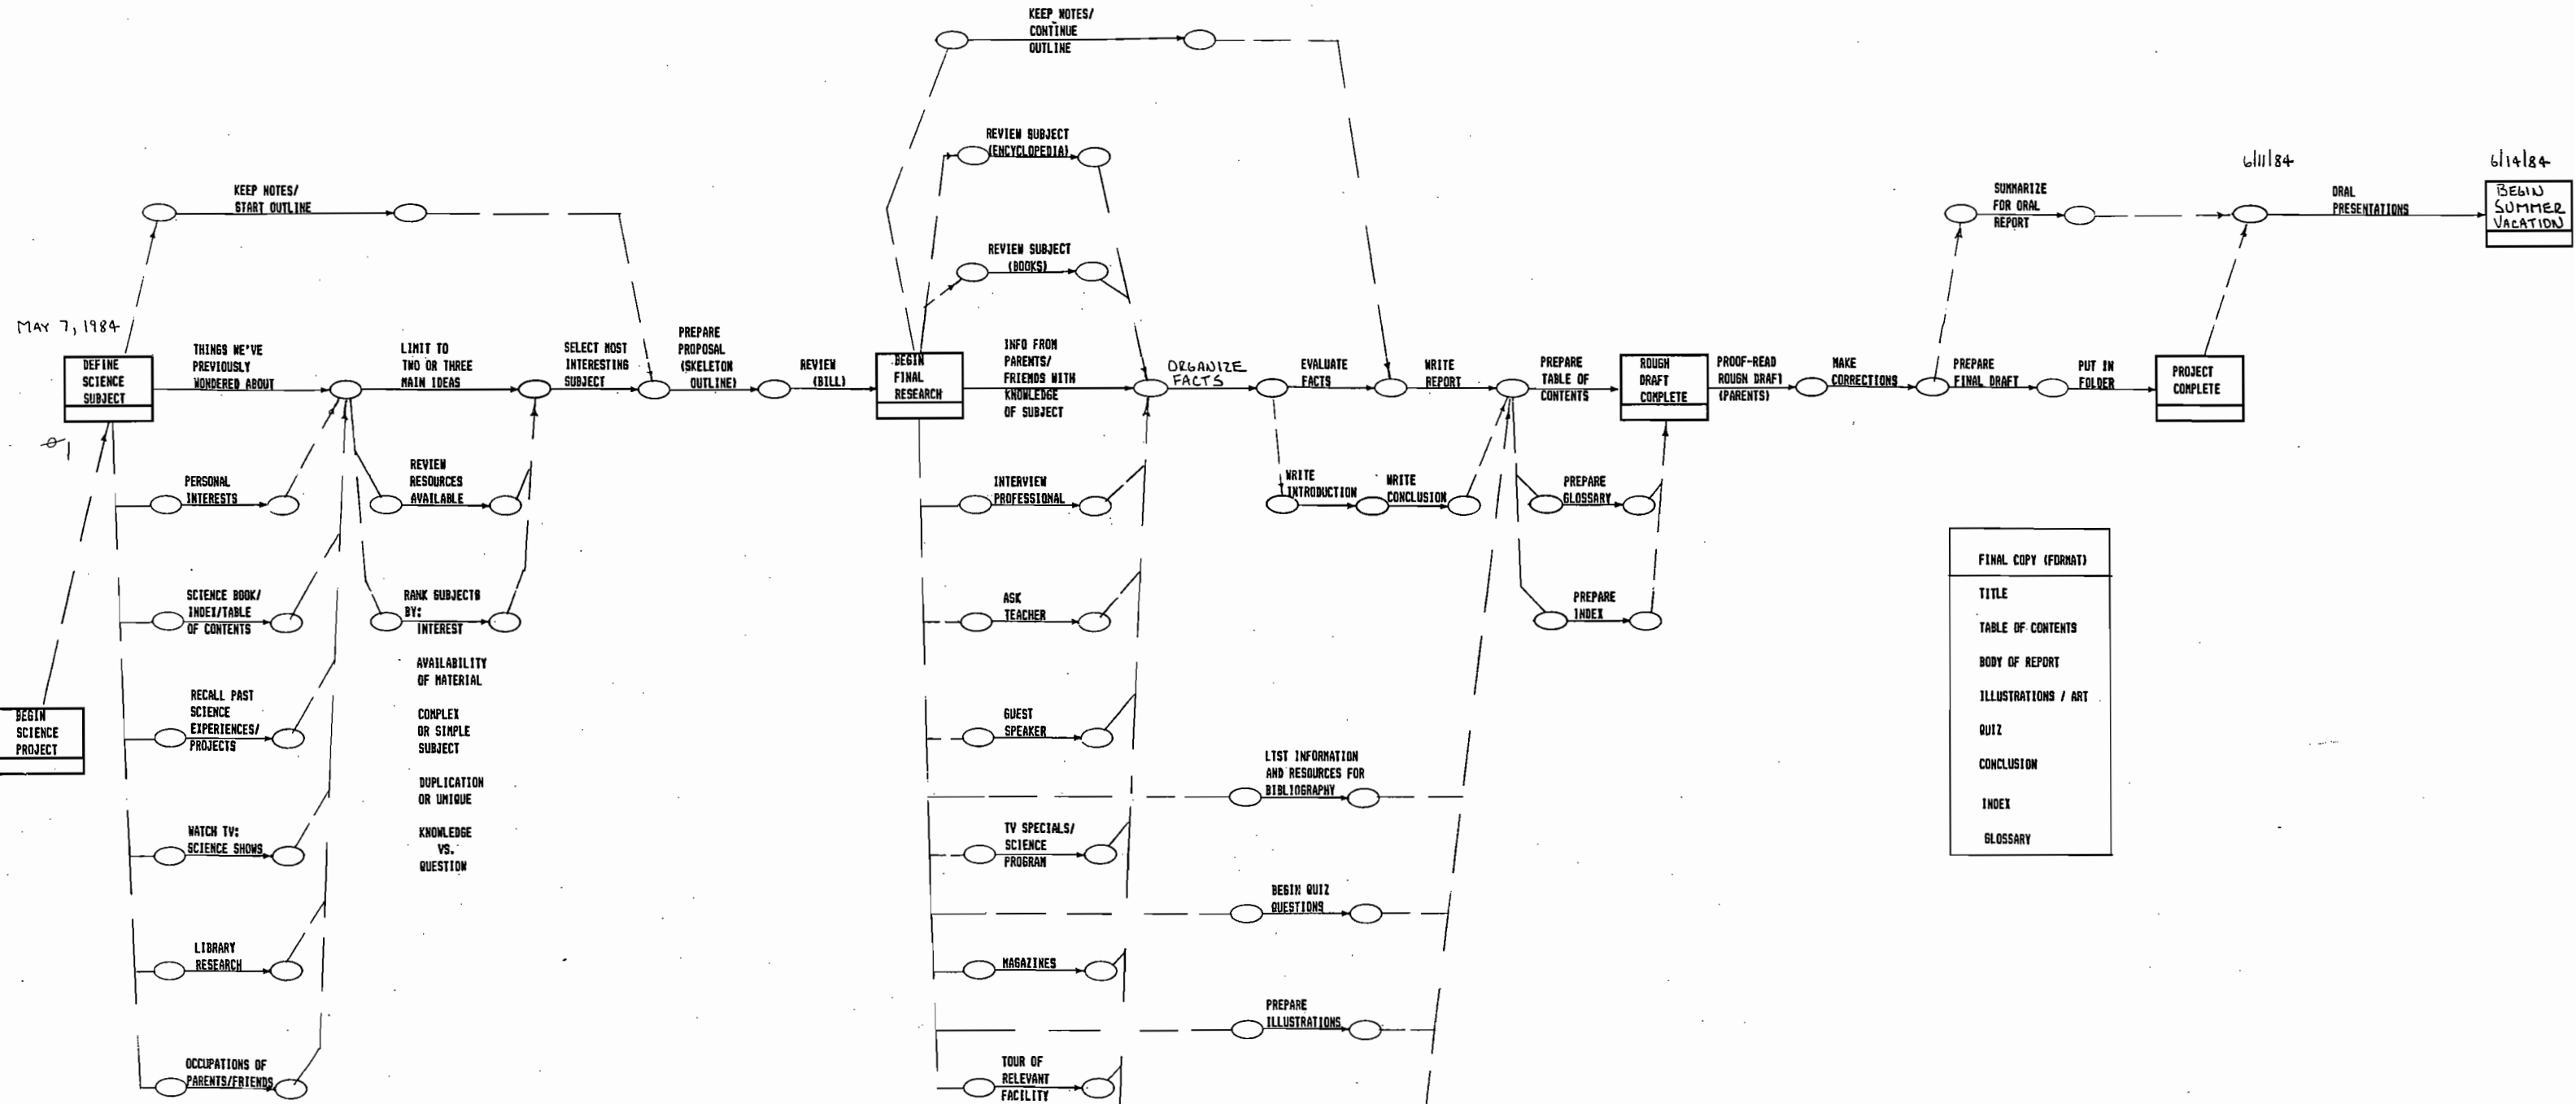 KEEP NOTES/
CONTINUE
OUTLINE
REVIEW SUBJECT
(ENCYCLOPEDIA)
REVIEW SUBJECT
(BOOKS)
KEEP NOTES/
START OUTLINE
6/11/84
6/14/84
SUMMARIZE
FOR ORAL
REPORT
ORAL
PRESENTATIONS
BEGIN
SUMMER
VACATION
MAY 7, 1984
DEFINE
SCIENCE
SUBJECT
THINGS WE'VE
PREVIOUSLY
WONDERED ABOUT
LIMIT TO
TWO OR THREE
MAIN IDEAS
SELECT MOST
INTERESTING
SUBJECT
PREPARE
PROPOSAL
(SKELETON
OUTLINE)
REVIEW
(BILL)
BEGIN
FINAL
RESEARCH
INFO FROM
PARENTS/
FRIENDS WITH
KNOWLEDGE
OF SUBJECT
ORGANIZE
FACTS
EVALUATE
FACTS
WRITE
REPORT
PREPARE
TABLE OF
CONTENTS
ROUGH
DRAFT
COMPLETE
PROOF-READ
ROUGH DRAFT
(PARENTS)
MAKE
CORRECTIONS
PREPARE
FINAL DRAFT
PUT IN
FOLDER
PROJECT
COMPLETE
PERSONAL
INTERESTS
REVIEW
RESOURCES
AVAILABLE
INTERVIEW
PROFESSIONAL
WRITE
INTRODUCTION
WRITE
CONCLUSION
PREPARE
GLOSSARY
SCIENCE BOOK/
INDEX/TABLE
OF CONTENTS
RANK SUBJECTS
BY:
INTEREST
AVAILABILITY
OF MATERIAL
COMPLEX
OR SIMPLE
SUBJECT
DUPLICATION
OR UNIQUE
KNOWLEDGE
VS.
QUESTION
ASK
TEACHER
PREPARE
INDEX
BEGIN
SCIENCE
PROJECT
RECALL PAST
SCIENCE
EXPERIENCES/
PROJECTS
GUEST
SPEAKER
LIST INFORMATION
AND RESOURCES FOR
BIBLIOGRAPHY
WATCH TV:
SCIENCE SHOWS
TV SPECIALS/
SCIENCE
PROGRAM
BEGIN QUIZ
QUESTIONS
LIBRARY
RESEARCH
MAGAZINES
PREPARE
ILLUSTRATIONS
OCCUPATIONS OF
PARENTS/FRIENDS
TOUR OF
RELEVANT
FACILITY
FINAL COPY (FORMAT)
TITLE
TABLE OF CONTENTS
BODY OF REPORT
ILLUSTRATIONS / ART
QUIZ
CONCLUSION
INDEX
GLOSSARY